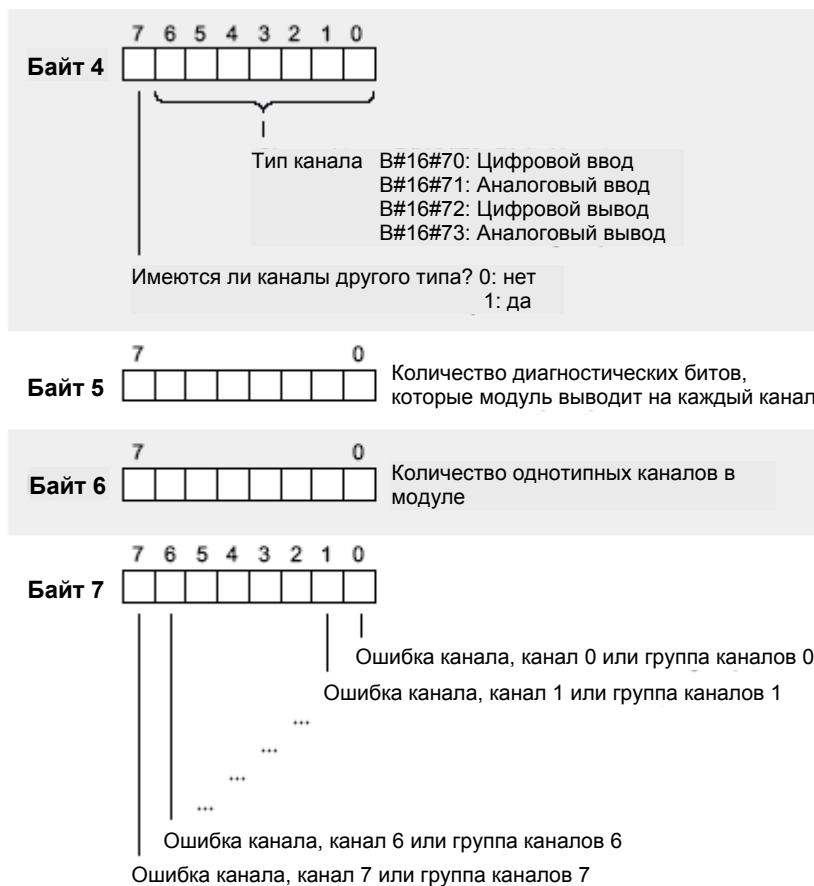 7 6 5 4 3 2 1 0
Байт 4
Тип канала B#16#70: Цифровой ввод
B#16#71: Аналоговый ввод
B#16#72: Цифровой вывод
B#16#73: Аналоговый вывод
Имеются ли каналы другого типа? 0: нет
1: да
7 0
Байт 5
Количество диагностических битов,
которые модуль выводит на каждый канал
7 0
Байт 6
Количество однотипных каналов в
модуле
7 6 5 4 3 2 1 0
Байт 7
Ошибка канала, канал 0 или группа каналов 0
Ошибка канала, канал 1 или группа каналов 1
...
...
...
...
Ошибка канала, канал 6 или группа каналов 6
Ошибка канала, канал 7 или группа каналов 7